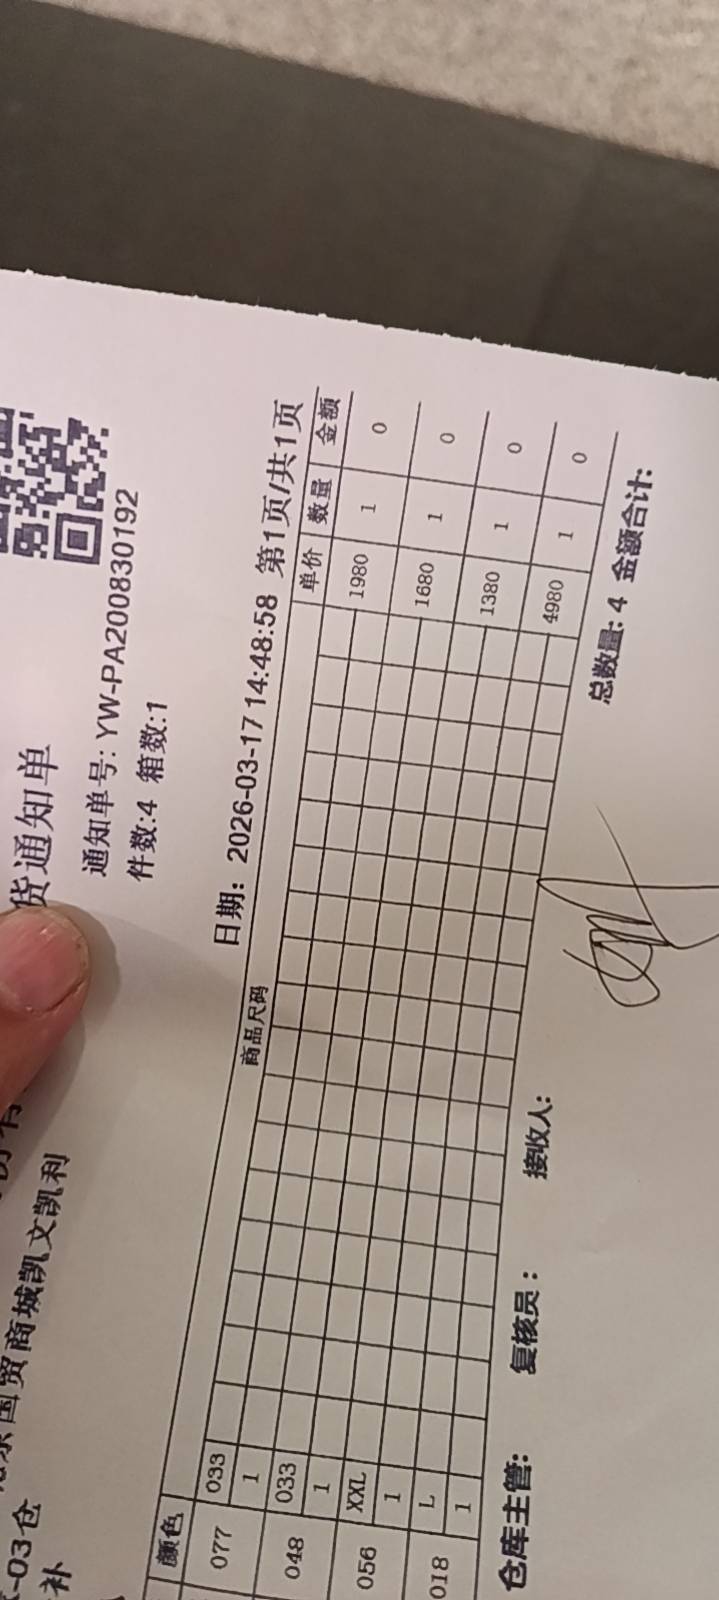 货通知单
通知单号: YW-PA200830192
件数:4 箱数:1
国贸商城凯文凯利
-03仓
补
日期: 2026-03-17 14:48:58 第1页/共1页
颜色 商品尺码 单价 数量 金额
077 033 1980 1 0
1
048 033 1680 1 0
1
056 XXL 1380 1 0
1
018 L 4980 1 0
1
总数量: 4 金额合计:
仓库主管: 复核员: 接收人: